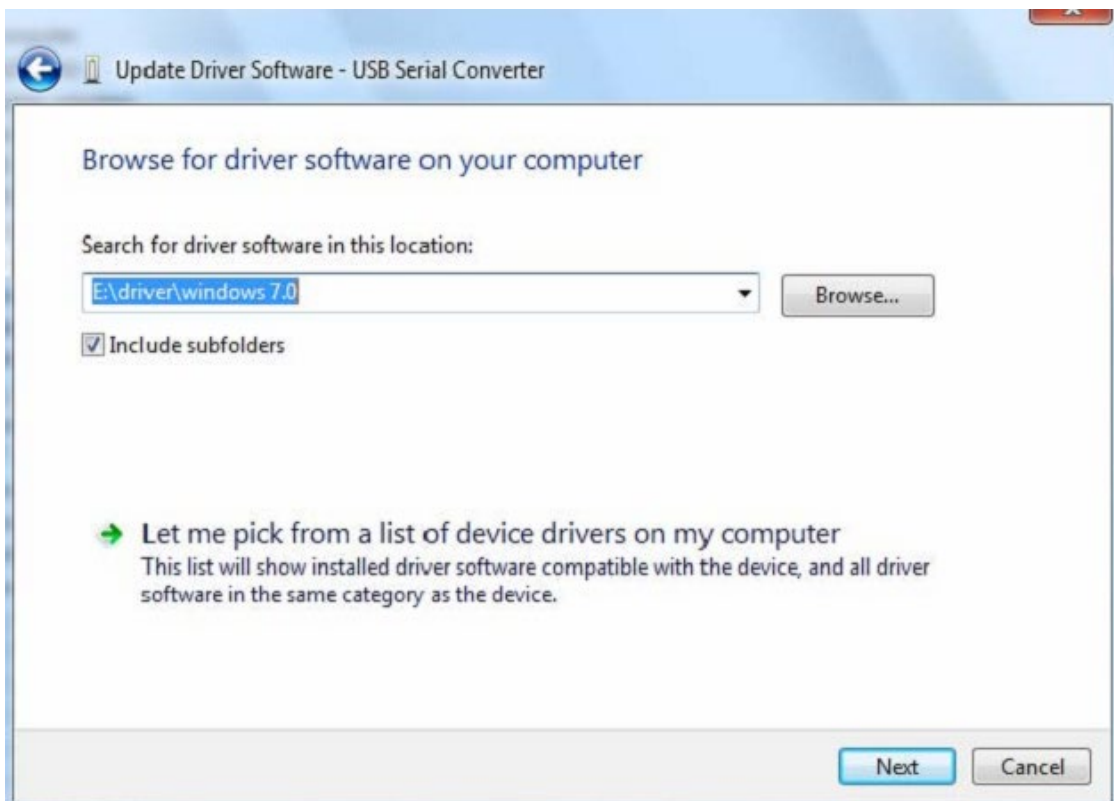 Update Driver Software - USB Serial Converter
Browse for driver software on your computer
Search for driver software in this location:
E:\driver\windows 7.0
Browse...
Include subfolders
Let me pick from a list of device drivers on my computer
This list will show installed driver software compatible with the device, and all driver
software in the same category as the device.
Next
Cancel